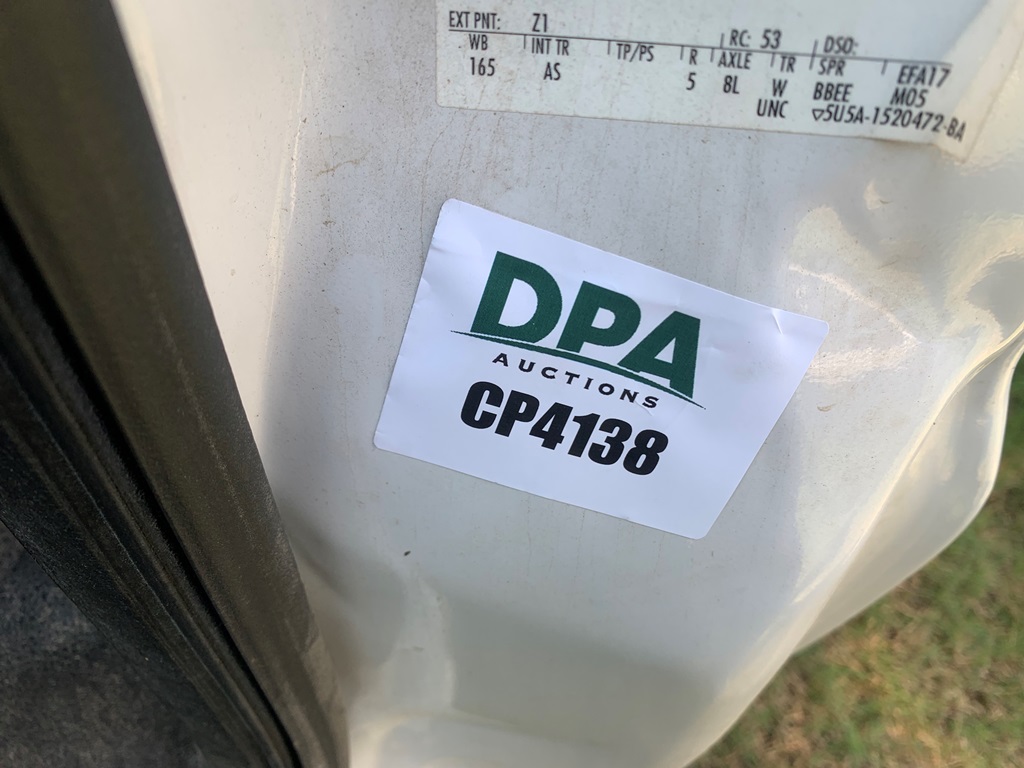 EXT PNT: Z1 RC: 53 DSO:
WB INT TR TP/PS R AXLE TR SPR EFA17
165 AS 5 8L W BBEE M05
UNC ▽5U5A-1520472-BA
DPA
AUCTIONS
CP4138